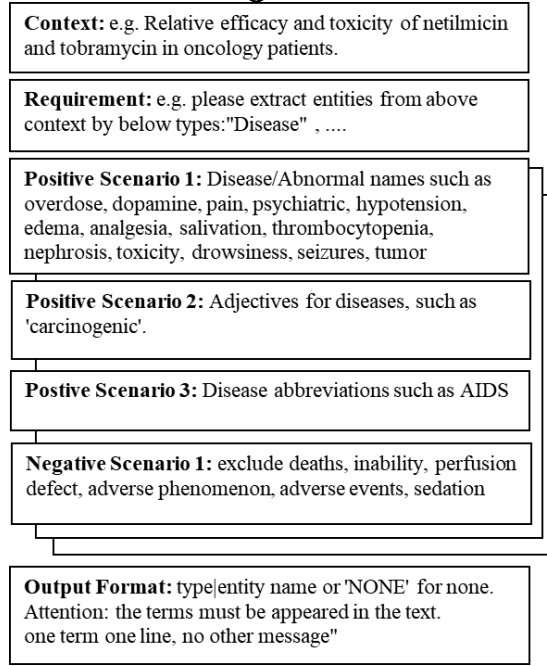 Context: e.g. Relative efficacy and toxicity of netilmicin
and tobramycin in oncology patients.
Requirement: e.g. please extract entities from above
context by below types:"Disease" , ....
Positive Scenario 1: Disease/Abnormal names such as
overdose, dopamine, pain, psychiatric, hypotension,
edema, analgesia, salivation, thrombocytopenia,
nephrosis, toxicity, drowsiness, seizures, tumor
Positive Scenario 2: Adjectives for diseases, such as
'carcinogenic'.
Postive Scenario 3: Disease abbreviations such as AIDS
Negative Scenario 1: exclude deaths, inability, perfusion
defect, adverse phenomenon, adverse events, sedation
Output Format: type|entity name or 'NONE' for none.
Attention: the terms must be appeared in the text.
one term one line, no other message"